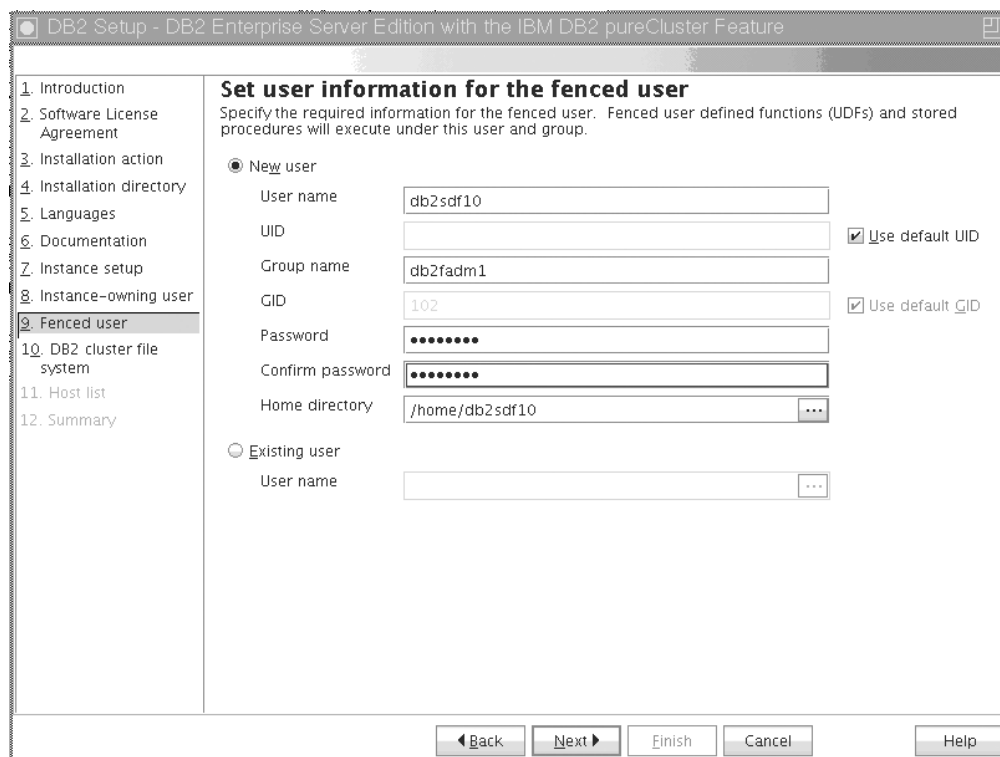 DB2 Setup - DB2 Enterprise Server Edition with the IBM DB2 pureCluster Feature
1. Introduction
2. Software License
Agreement
3. Installation action
4. Installation directory
5. Languages
6. Documentation
7. Instance setup
8. Instance-owning user
9. Fenced user
10. DB2 cluster file
system
11. Host list
12. Summary
Set user information for the fenced user
Specify the required information for the fenced user. Fenced user defined functions (UDFs) and stored
procedures will execute under this user and group.
New user
User name db2sdf10
UID Use default UID
Group name db2fadm1
GID 102 Use default GID
Password ••••••••
Confirm password ••••••••
Home directory /home/db2sdf10 ...
Existing user
User name ...
Back Next Finish Cancel Help